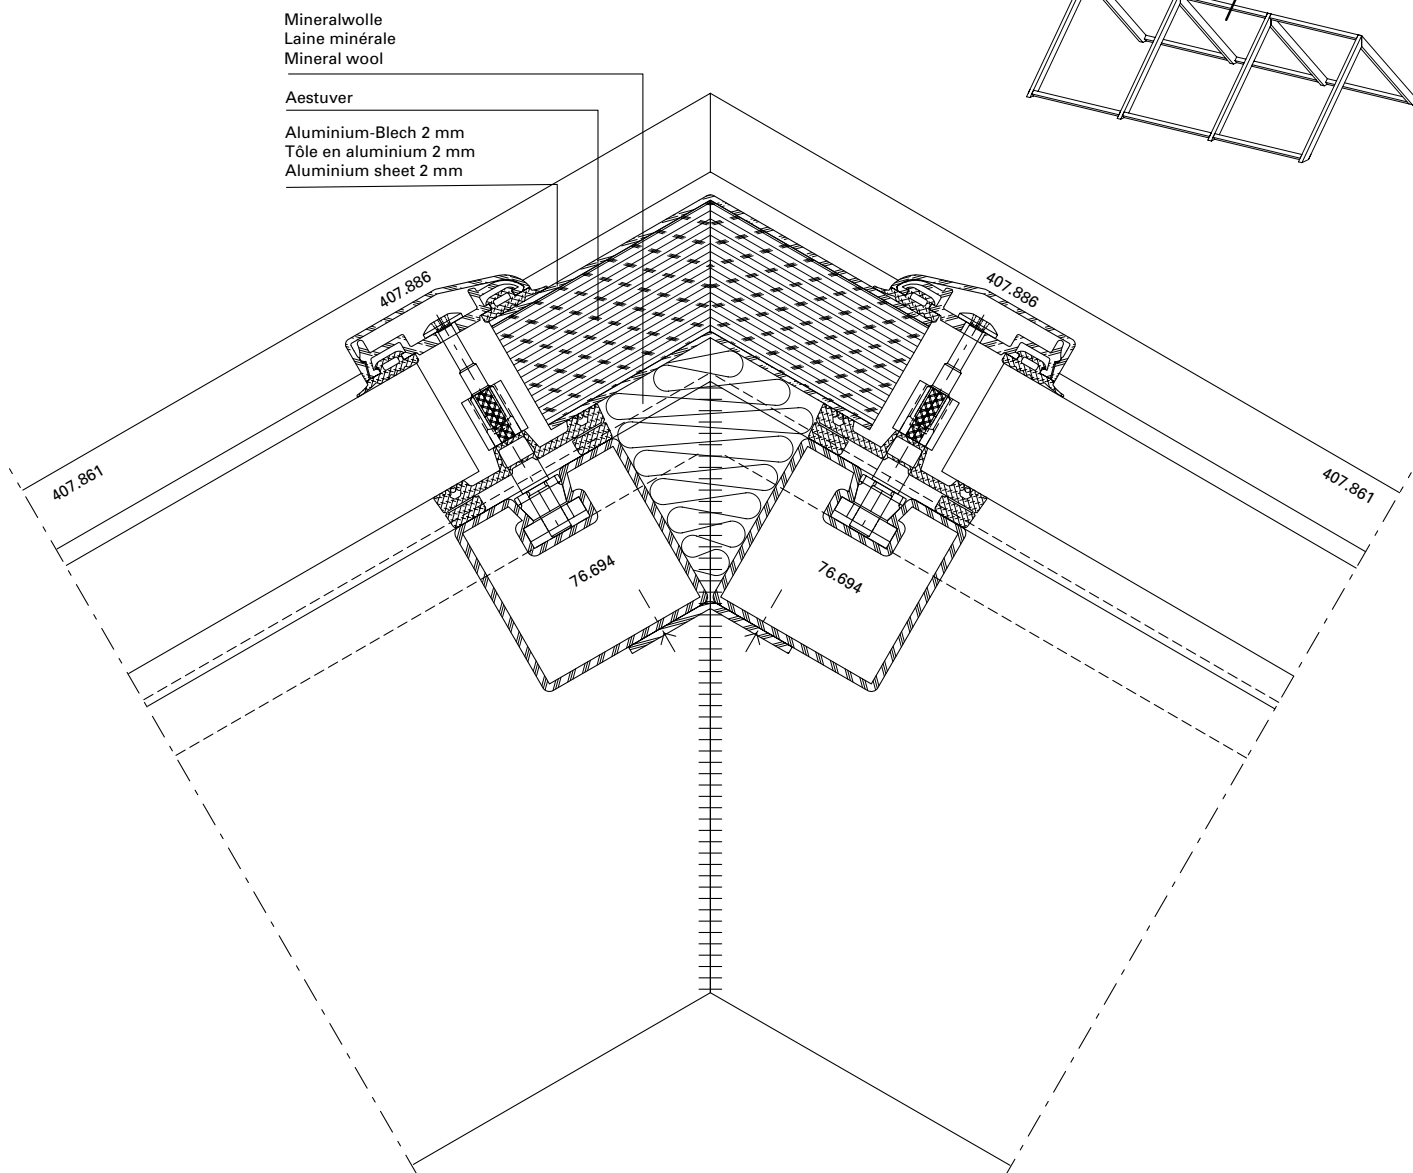 Mineralwolle
Laine minérale
Mineral wool
Aestuver
Aluminium-Blech 2 mm
Tôle en aluminium 2 mm
Aluminium sheet 2 mm
407.886
407.886
407.861
407.861
76.694
76.694